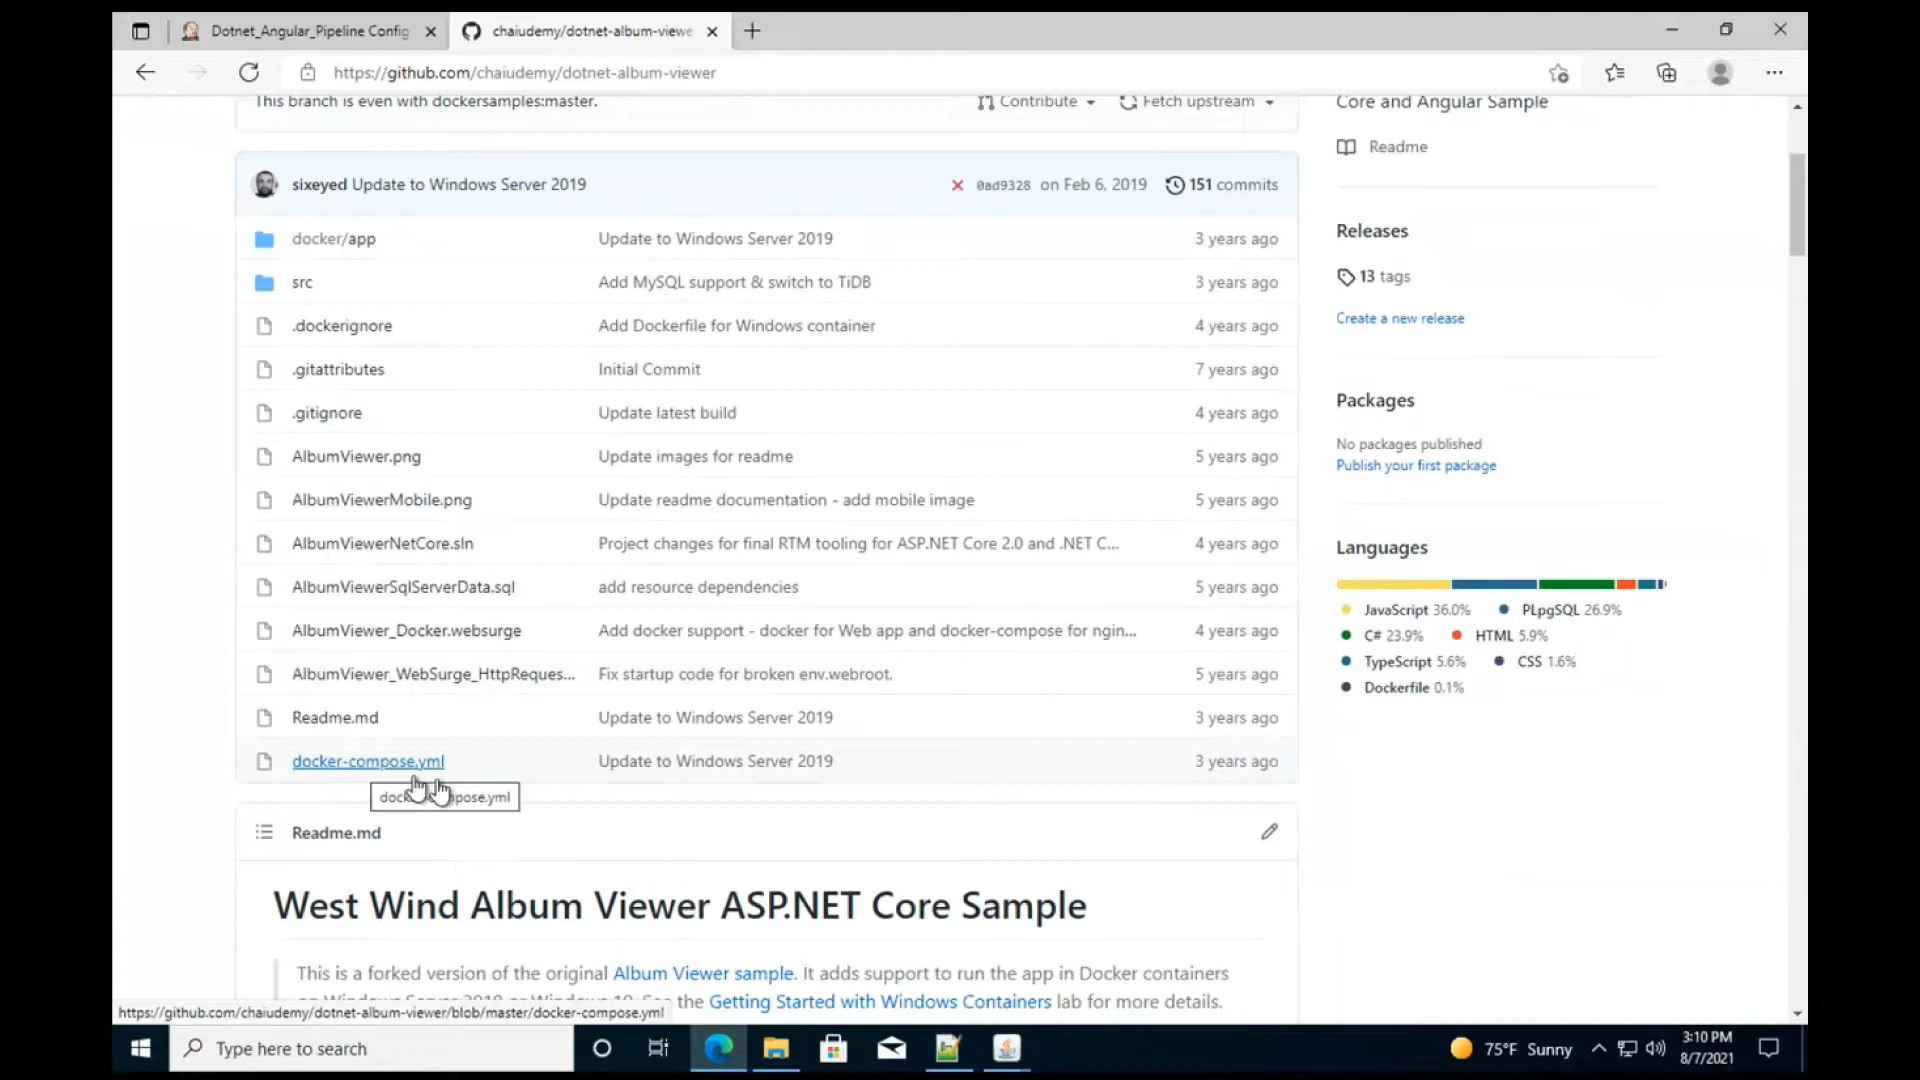 Dotnet_Angular_Pipeline Config
chaiudemy/dotnet-album-viewe
https://github.com/chaiudemy/dotnet-album-viewer
This branch is even with dockersamples:master.
Contribute
Fetch upstream
Core and Angular Sample
Readme
sixeyed Update to Windows Server 2019
0ad9328 on Feb 6, 2019
151 commits
docker/app Update to Windows Server 2019 3 years ago
src Add MySQL support & switch to TiDB 3 years ago
.dockerignore Add Dockerfile for Windows container 4 years ago
.gitattributes Initial Commit 7 years ago
.gitignore Update latest build 4 years ago
AlbumViewer.png Update images for readme 5 years ago
AlbumViewerMobile.png Update readme documentation - add mobile image 5 years ago
AlbumViewerNetCore.sln Project changes for final RTM tooling for ASP.NET Core 2.0 and .NET C... 4 years ago
AlbumViewerSqlServerData.sql add resource dependencies 5 years ago
AlbumViewer_Docker.websurge Add docker support - docker for Web app and docker-compose for ngin... 4 years ago
AlbumViewer_WebSurge_HttpReques... Fix startup code for broken env.webroot. 5 years ago
Readme.md Update to Windows Server 2019 3 years ago
docker-compose.yml Update to Windows Server 2019 3 years ago
Releases
13 tags
Create a new release
Packages
No packages published
Publish your first package
Languages
JavaScript 36.0% PLpgSQL 26.9%
C# 23.9% HTML 5.9%
TypeScript 5.6% CSS 1.6%
Dockerfile 0.1%
Readme.md
West Wind Album Viewer ASP.NET Core Sample
This is a forked version of the original Album Viewer sample. It adds support to run the app in Docker containers
the Getting Started with Windows Containers lab for more details.
https://github.com/chaiudemy/dotnet-album-viewer/blob/master/docker-compose.yml
Type here to search
75°F Sunny
3:10 PM
8/7/2021